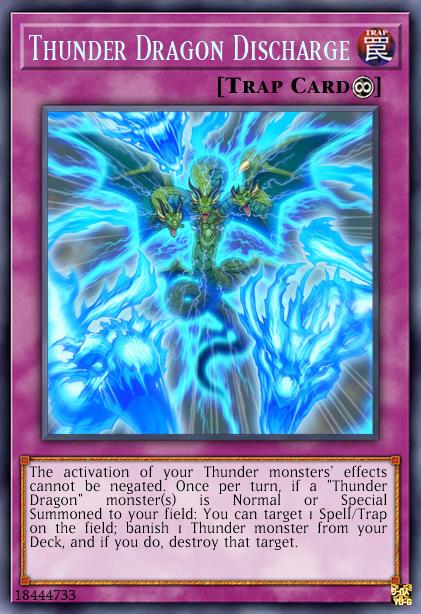 THUNDER DRAGON DISCHARGE
TRAP
罠
[TRAP CARD]
The activation of your Thunder monsters' effects
cannot be negated. Once per turn, if a "Thunder
Dragon" monster(s) is Normal or Special
Summoned to your field: You can target 1 Spell/Trap
on the field; banish 1 Thunder monster from your
Deck, and if you do, destroy that target.
18444733